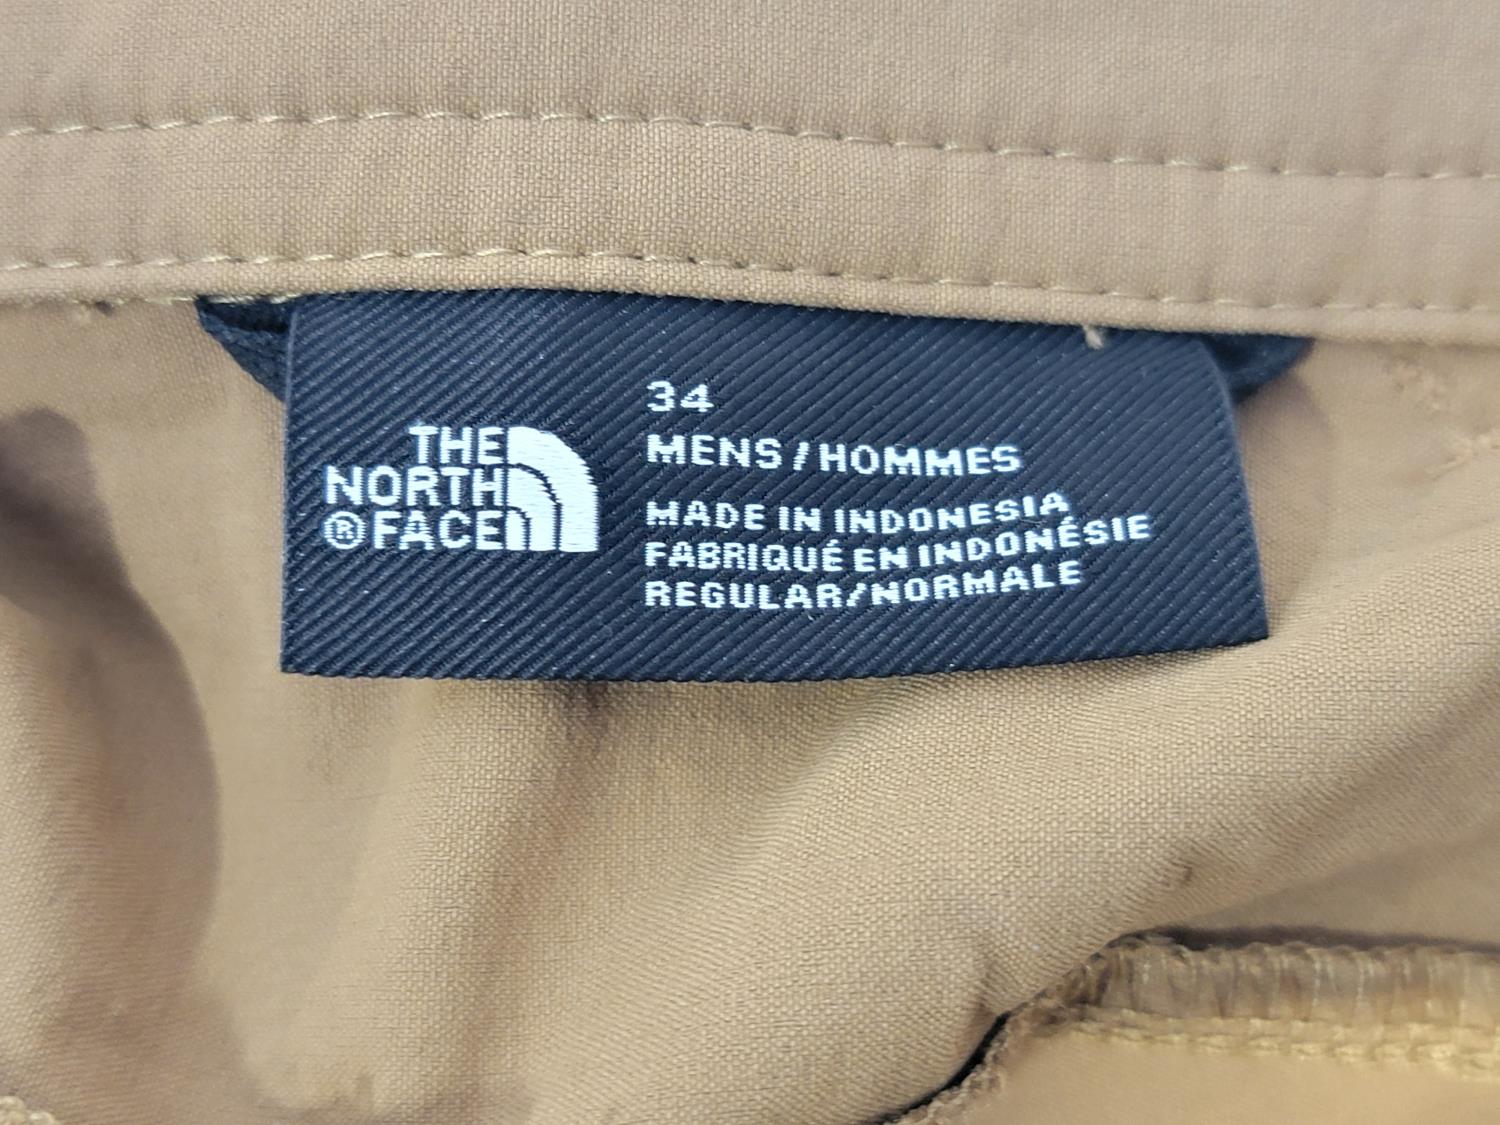 THE
NORTH
® FACE
34
MENS / HOMMES
MADE IN INDONESIA
FABRIQUÉ EN INDONÉSIE
REGULAR/NORMALE